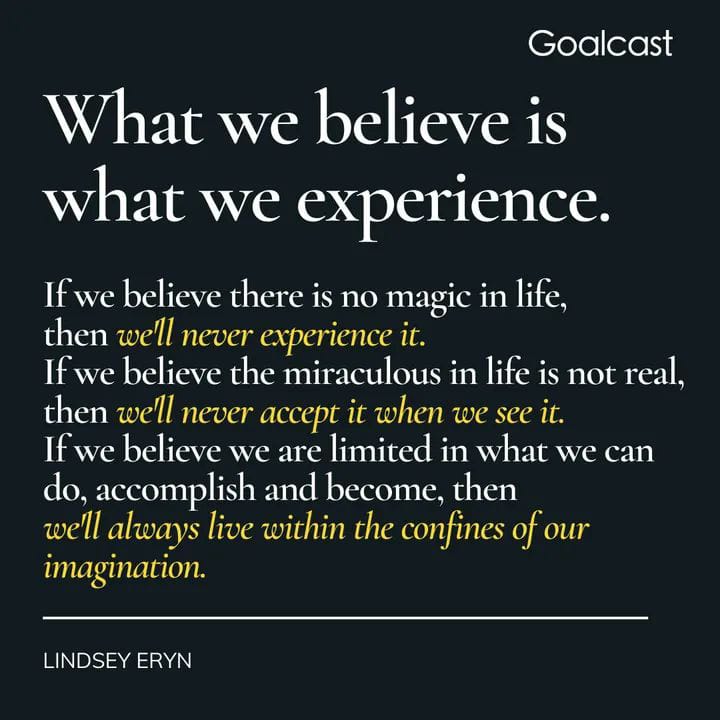 Goalcast
What we believe is
what we experience.
If we believe there is no magic in life,
then we'll never experience it.
If we believe the miraculous in life is not real,
then we'll never accept it when we see it.
If we believe we are limited in what we can
do, accomplish and become, then
we'll always live within the confines of our
imagination.
LINDSEY ERYN